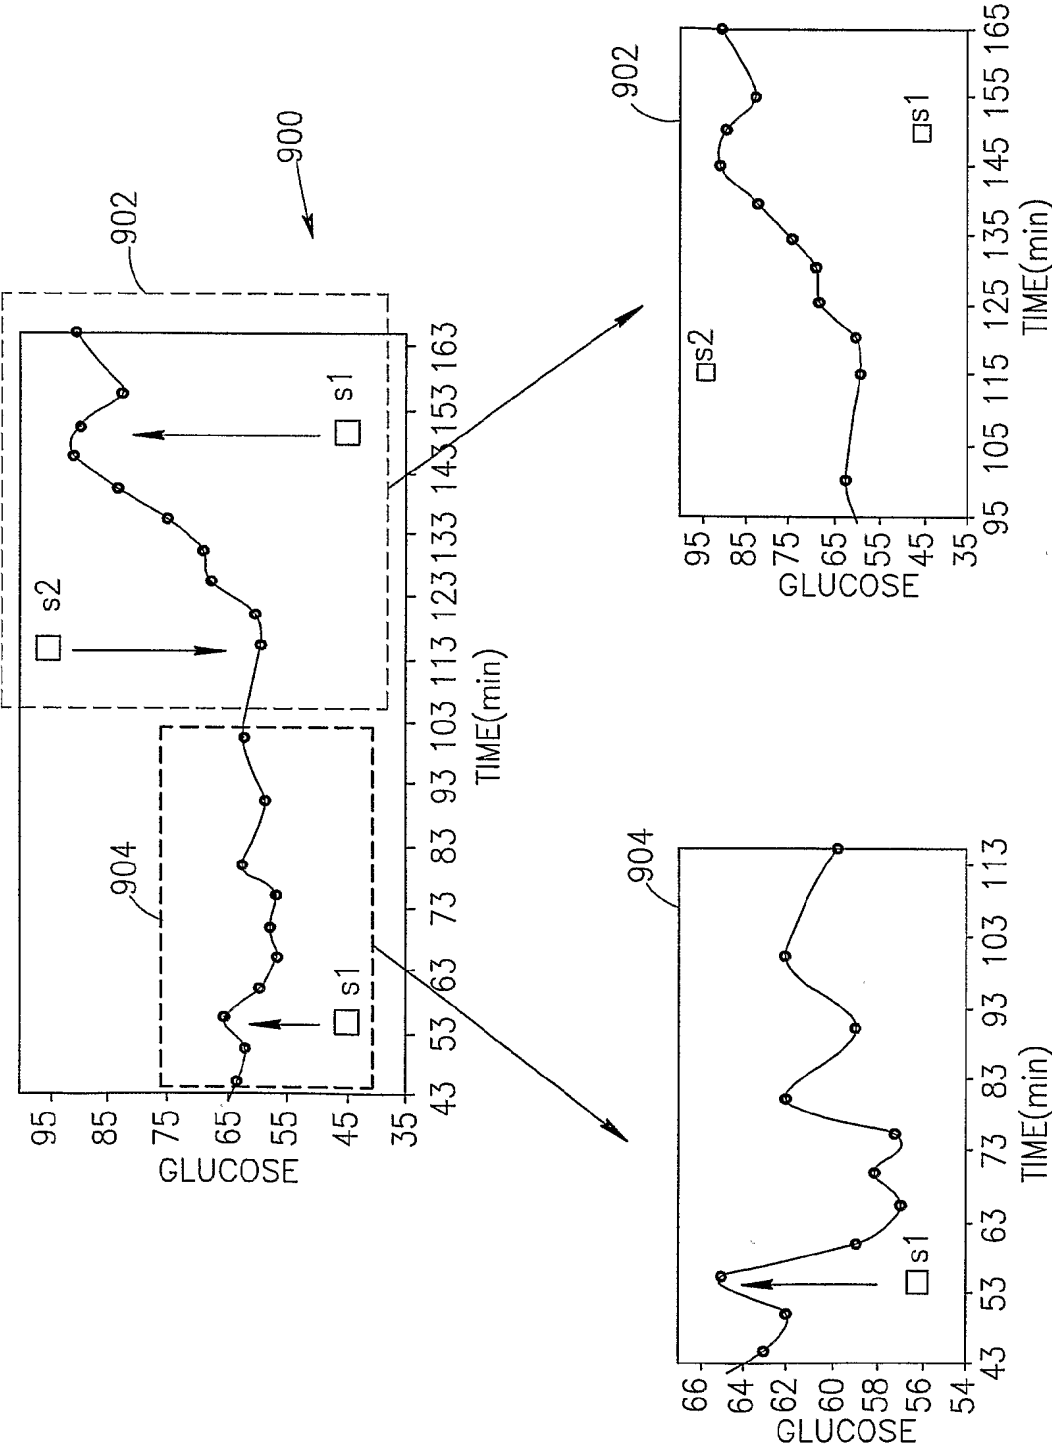 900
902
904
s2
s1
s1
95
85
75
65
55
45
35
GLUCOSE
43 53 63 73 83 93 103 113 123 133 143 153 163
TIME(min)
904
s1
66
64
62
60
58
56
54
GLUCOSE
43 53 63 73 83 93 103 113
TIME(min)
902
s2
s1
95
85
75
65
55
45
35
GLUCOSE
95 105 115 125 135 145 155 165
TIME(min)